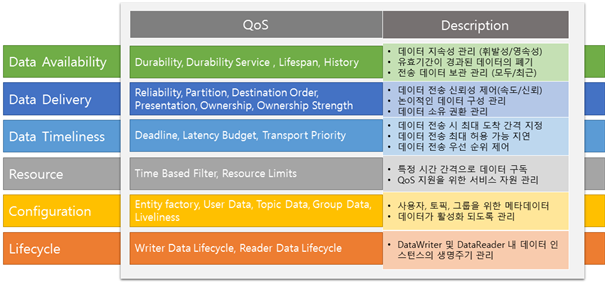 QoS
Description
Data Availability
Durability, Durability Service , Lifespan, History
• 데이터 지속성 관리 (휘발성/영속성)
• 유효기간이 경과된 데이터의 폐기
• 전송 데이터 보관 관리 (모두/최근)
Data Delivery
Reliability, Partition, Destination Order,
Presentation, Ownership, Ownership Strength
• 데이터 전송 신뢰성 제어(속도/신뢰)
• 논이적인 데이터 구성 관리
• 데이터 소유 권환 관리
Data Timeliness
Deadline, Latency Budget, Transport Priority
• 데이터 전송 시 최대 도착 간격 지정
• 데이터 전송 최대 허용 가능 지연
• 데이터 전송 우선 순위 제어
Resource
Time Based Filter, Resource Limits
• 특정 시간 간격으로 데이터 구독
• QoS 지원을 위한 서비스 자원 관리
Configuration
Entity factory, User Data, Topic Data, Group Data,
Liveliness
• 사용자, 토픽, 그룹을 위한 메타데이터
• 데이터가 활성화 되도록 관리
Lifecycle
Writer Data Lifecycle, Reader Data Lifecycle
• DataWriter 및 DataReader 내 데이터 인
스턴스의 생명주기 관리